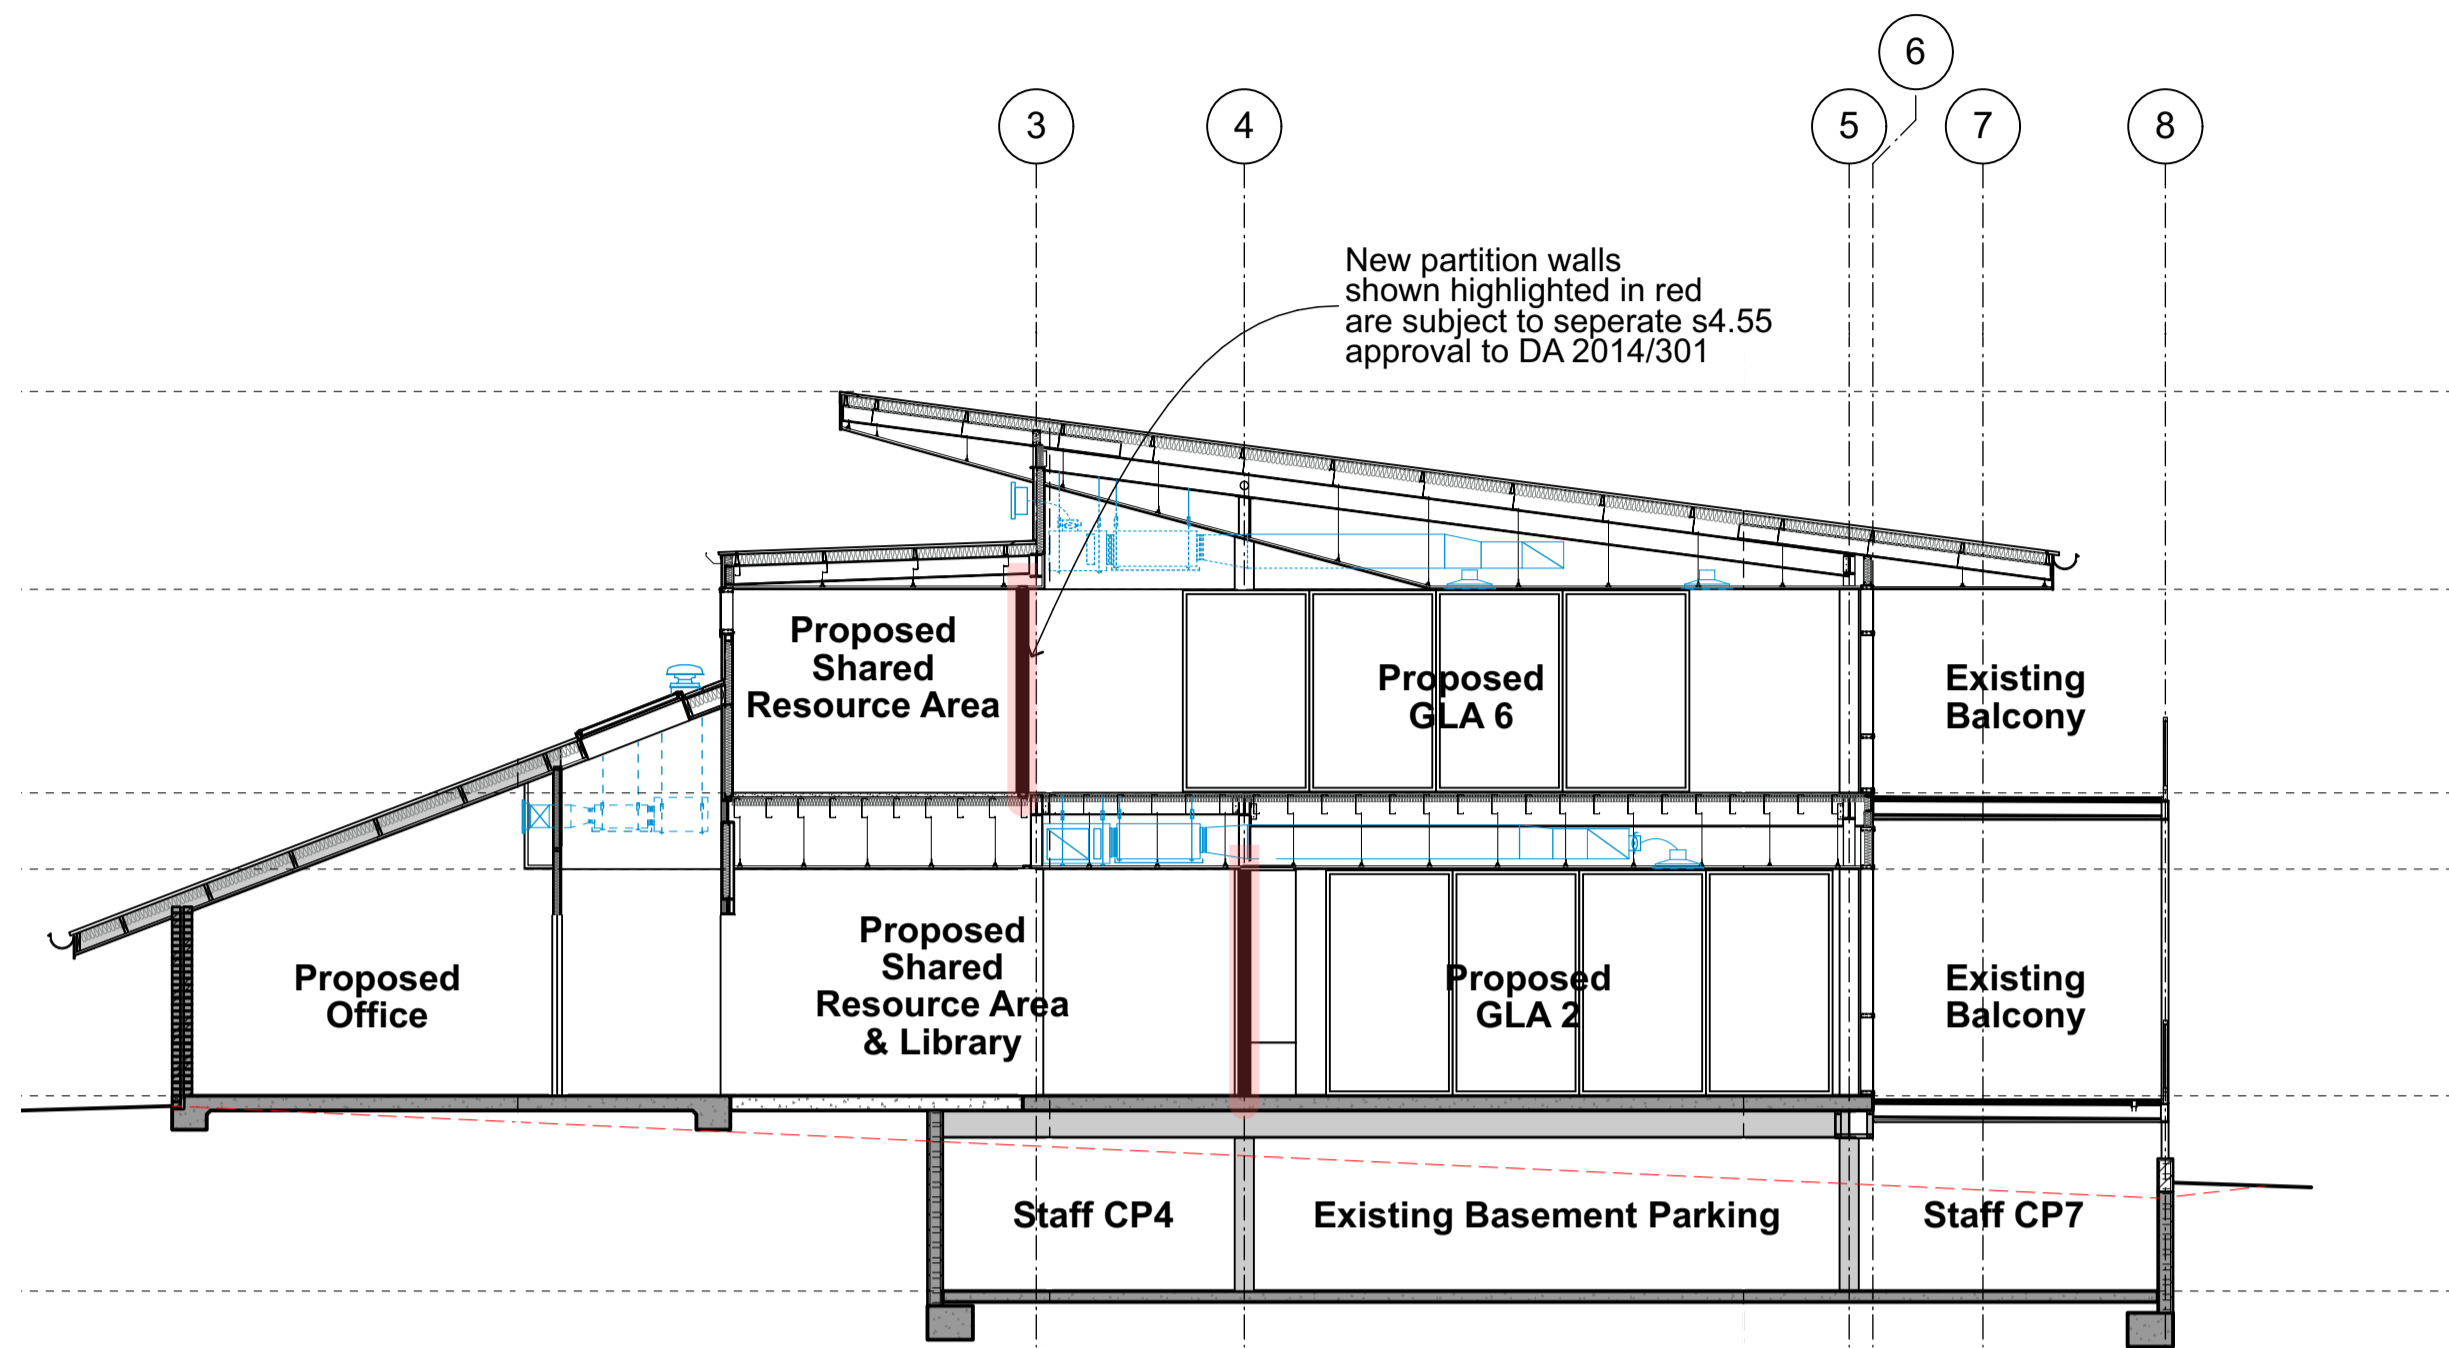 6
3
4
5
7
8
New partition walls
shown highlighted in red
are subject to seperate s4.55
approval to DA 2014/301
Proposed
Shared
Resource Area
Proposed
GLA 6
Existing
Balcony
Proposed
Office
Proposed
Shared
Resource Area
& Library
Proposed
GLA 2
Existing
Balcony
Staff CP4
Existing Basement Parking
Staff CP7